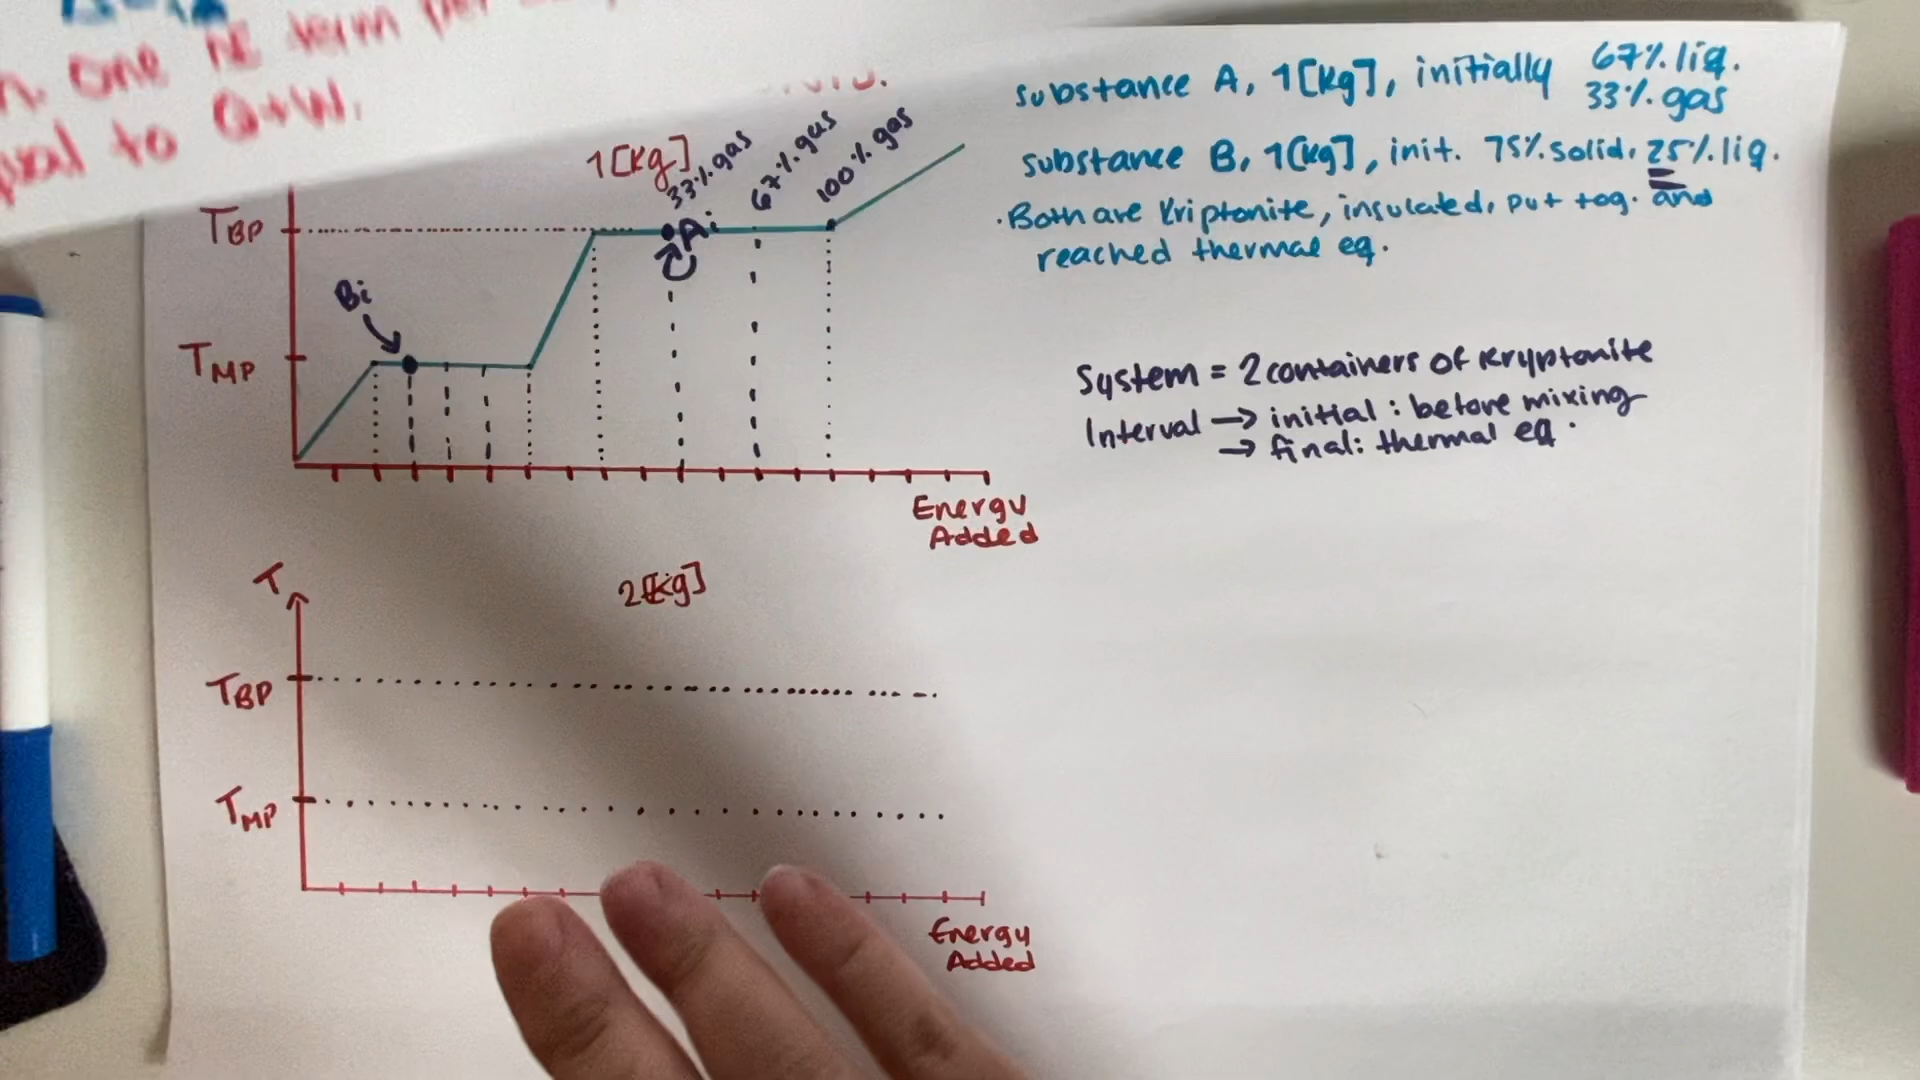 one
term
to Q+W.
substance A, 1[kg], initially 67% liq.
33% gas
substance B, 1[kg], init. 75% solid, 25% liq.
· Both are Kriptonite, insulated, put tog. and
reached thermal eq.
1[kg]
33% gas
67% gas
100% gas
TBP
Ai
Bi
TMP
Energy
Added
System = 2 containers of Kryptonite
Interval → initial : before mixing
→ final: thermal eq.
T
2[kg]
TBP
TMP
Energy
Added